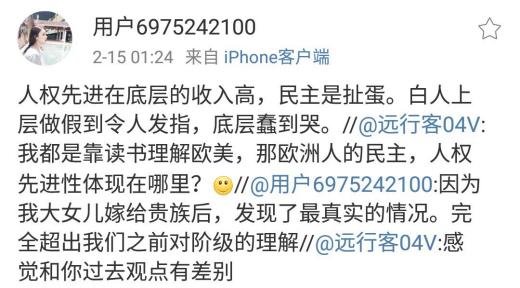 用户6975242100
2-15 01:24 来自 iPhone客户端
人权先进在底层的收入高，民主是扯蛋。白人上
层做假到令人发指，底层蠢到哭。//@远行客04V:
我都是靠读书理解欧美，那欧洲人的民主，人权
先进性体现在哪里？//@用户6975242100:因为
我大女儿嫁给贵族后，发现了最真实的情况。完
全超出我们之前对阶级的理解//@远行客04V:感
觉和你过去观点有差别